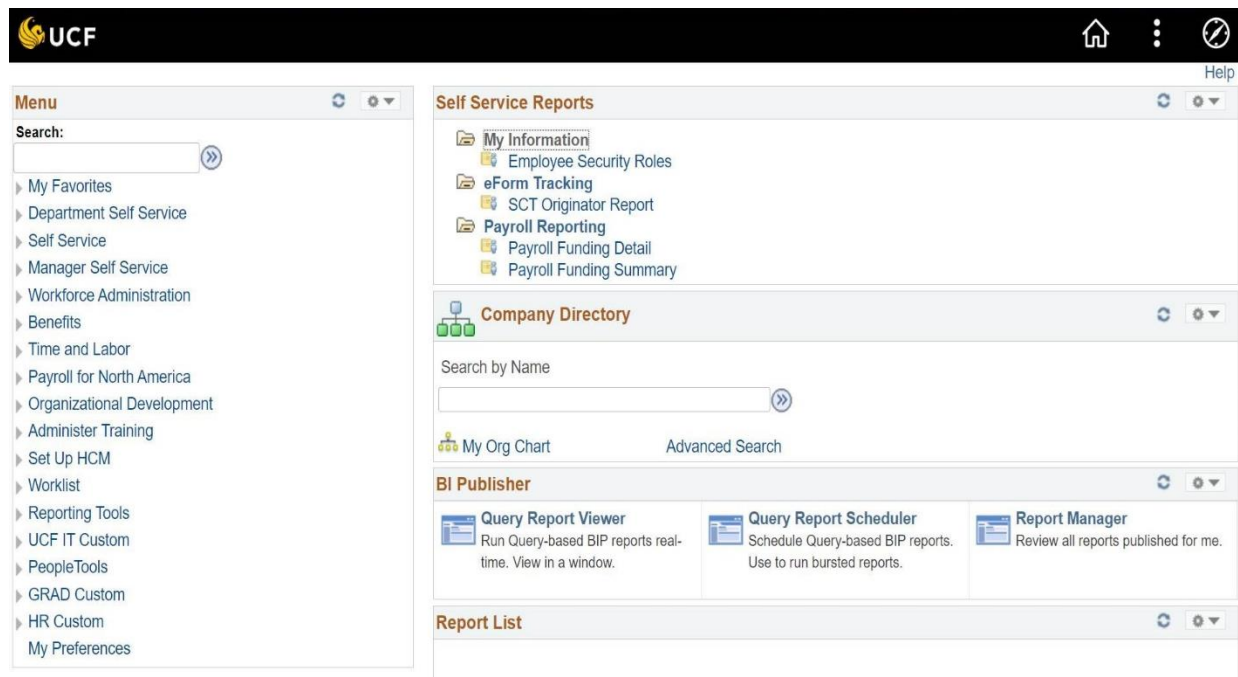 UCF
Help
Menu
Search:
My Favorites
Department Self Service
Self Service
Manager Self Service
Workforce Administration
Benefits
Time and Labor
Payroll for North America
Organizational Development
Administer Training
Set Up HCM
Worklist
Reporting Tools
UCF IT Custom
PeopleTools
GRAD Custom
HR Custom
My Preferences
Self Service Reports
My Information
Employee Security Roles
eForm Tracking
SCT Originator Report
Payroll Reporting
Payroll Funding Detail
Payroll Funding Summary
Company Directory
Search by Name
My Org Chart
Advanced Search
BI Publisher
Query Report Viewer
Run Query-based BIP reports real-
time. View in a window.
Query Report Scheduler
Schedule Query-based BIP reports.
Use to run bursted reports.
Report Manager
Review all reports published for me.
Report List